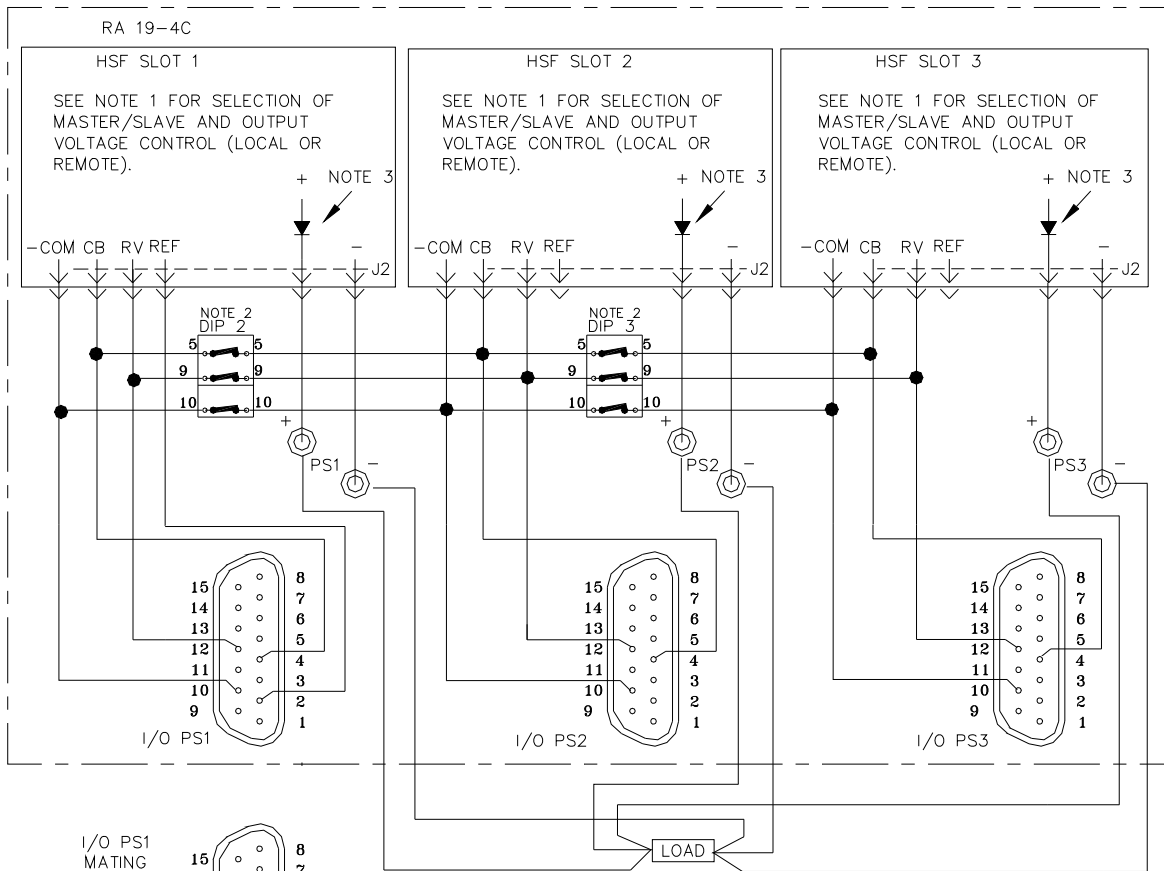 RA 19-4C
HSF SLOT 1
SEE NOTE 1 FOR SELECTION OF
MASTER/SLAVE AND OUTPUT
VOLTAGE CONTROL (LOCAL OR
REMOTE).
+ NOTE 3
-COM CB RV REF -
J2
HSF SLOT 2
SEE NOTE 1 FOR SELECTION OF
MASTER/SLAVE AND OUTPUT
VOLTAGE CONTROL (LOCAL OR
REMOTE).
+ NOTE 3
-COM CB RV REF -
J2
HSF SLOT 3
SEE NOTE 1 FOR SELECTION OF
MASTER/SLAVE AND OUTPUT
VOLTAGE CONTROL (LOCAL OR
REMOTE).
+ NOTE 3
-COM CB RV REF -
J2
NOTE 2
DIP 2
5 5
9 9
10 10
NOTE 2
DIP 3
5 5
9 9
10 10
+
PS1 -
+
PS2 -
+
PS3 -
15
14
13
12
11
10
9
8
7
6
5
4
3
2
1
I/O PS1
15
14
13
12
11
10
9
8
7
6
5
4
3
2
1
I/O PS2
15
14
13
12
11
10
9
8
7
6
5
4
3
2
1
I/O PS3
LOAD
I/O PS1
MATING
15
8